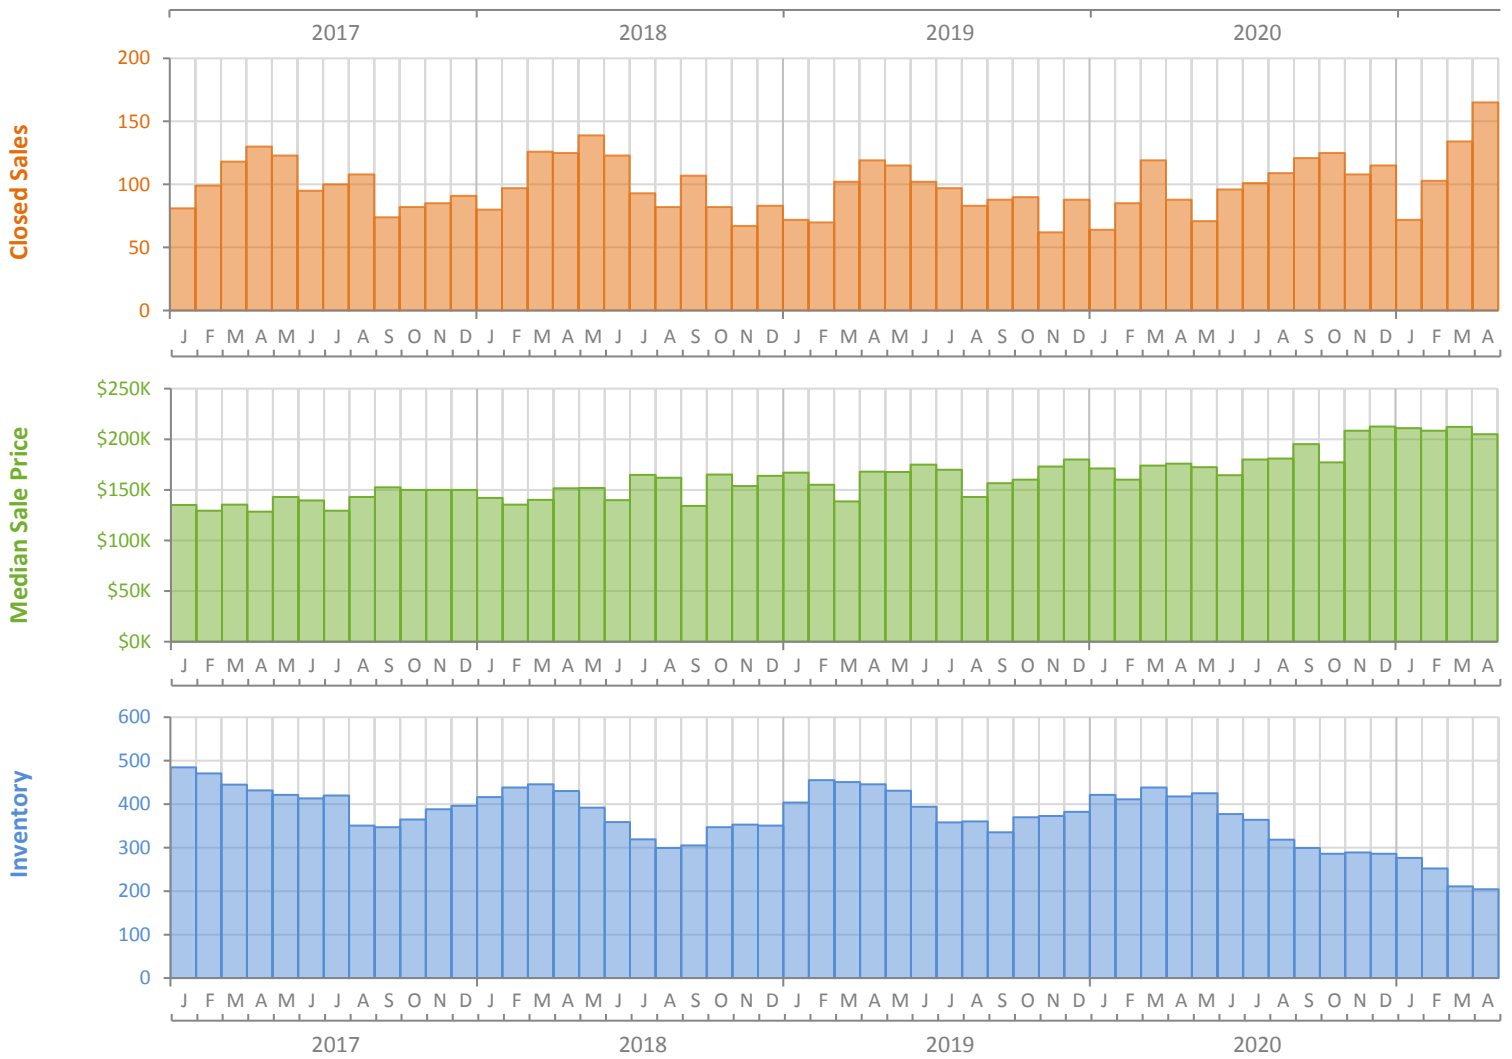 2017 2018 2019 2020
Closed Sales
200
150
100
50
0
J F M A M J J A S O N D J F M A M J J A S O N D J F M A M J J A S O N D J F M A M J J A S O N D J F M A
Median Sale Price
$250K
$200K
$150K
$100K
$50K
$0K
J F M A M J J A S O N D J F M A M J J A S O N D J F M A M J J A S O N D J F M A M J J A S O N D J F M A
Inventory
600
500
400
300
200
100
0
J F M A M J J A S O N D J F M A M J J A S O N D J F M A M J J A S O N D J F M A M J J A S O N D J F M A
2017 2018 2019 2020